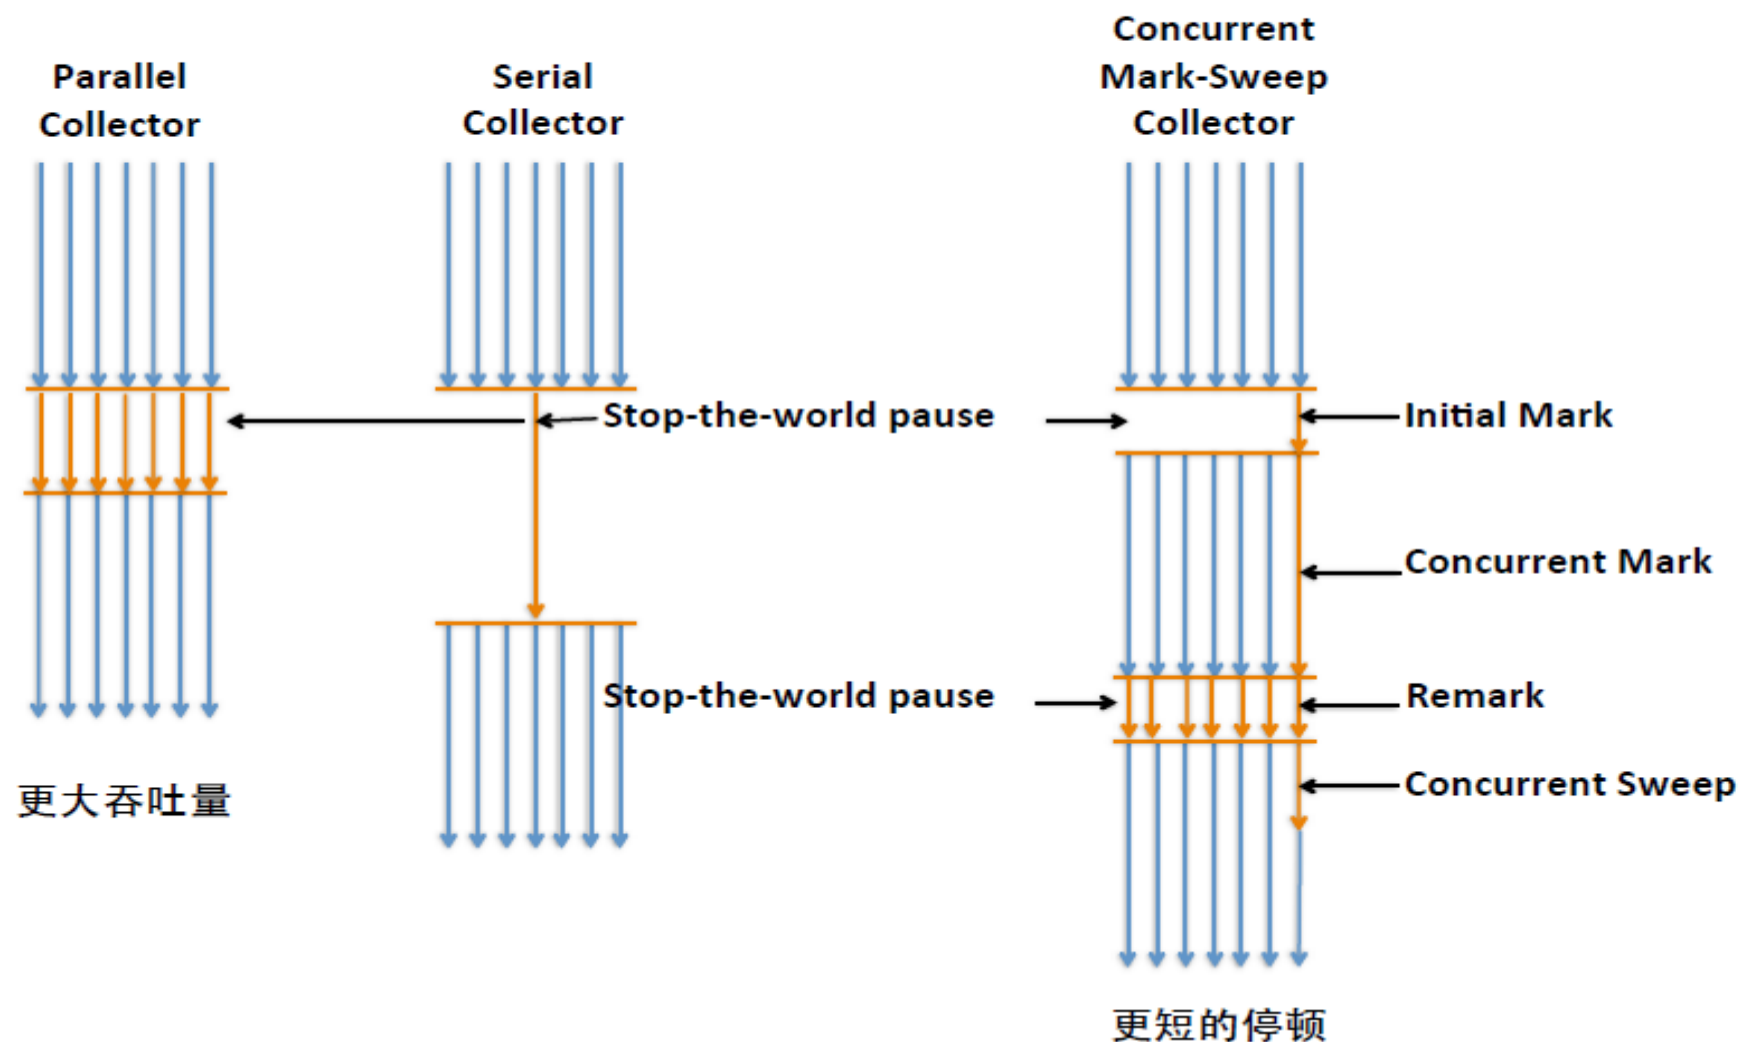 Parallel
Collector
Serial
Collector
Concurrent
Mark-Sweep
Collector
Stop-the-world pause
Initial Mark
Concurrent Mark
Stop-the-world pause
Remark
Concurrent Sweep
更大吞吐量
更短的停顿